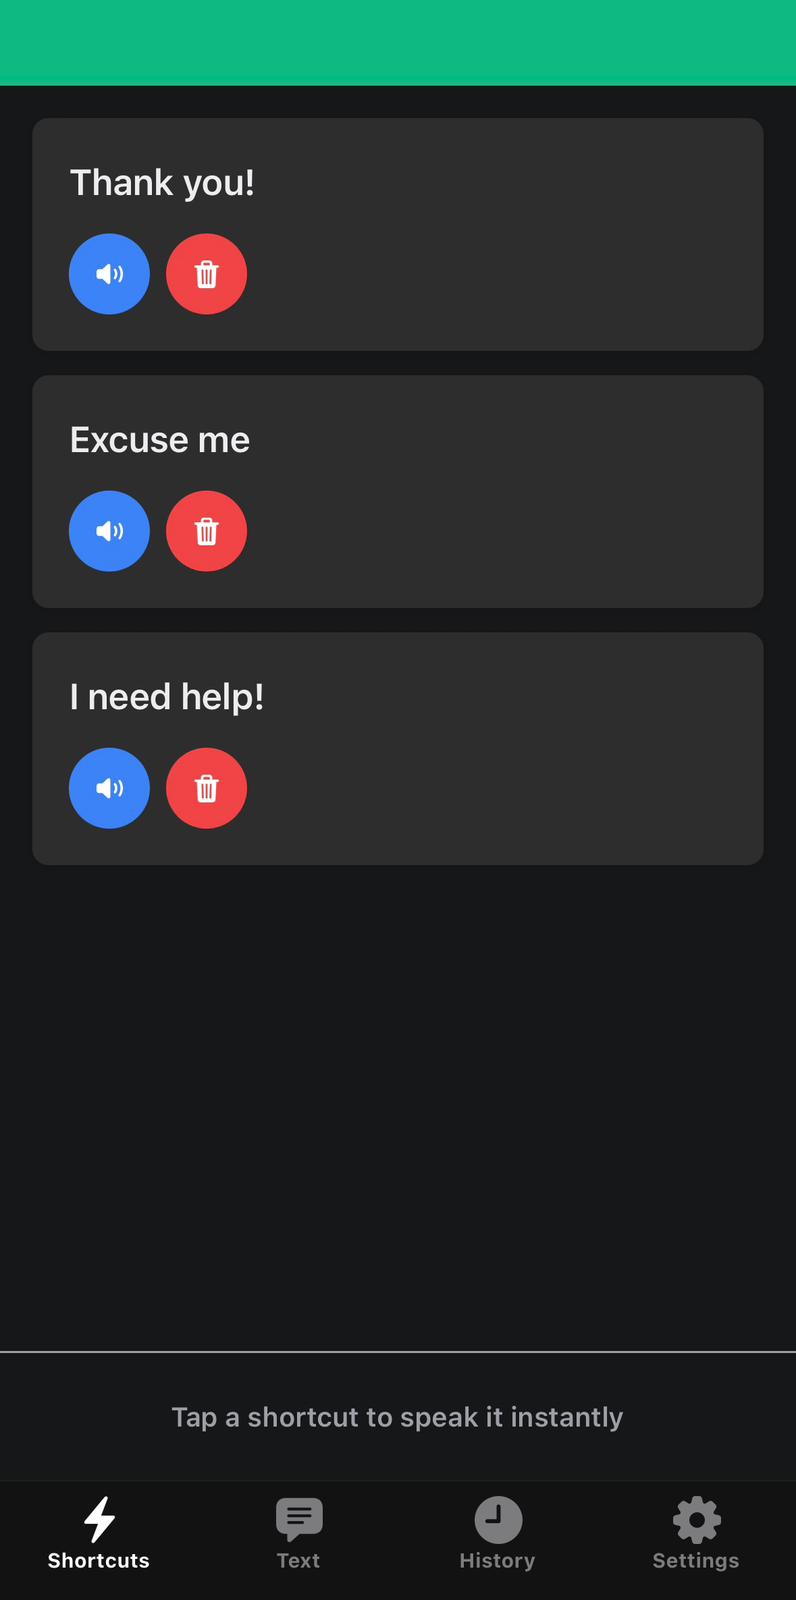 Thank you!
Excuse me
I need help!
Tap a shortcut to speak it instantly
Shortcuts
Text
History
Settings